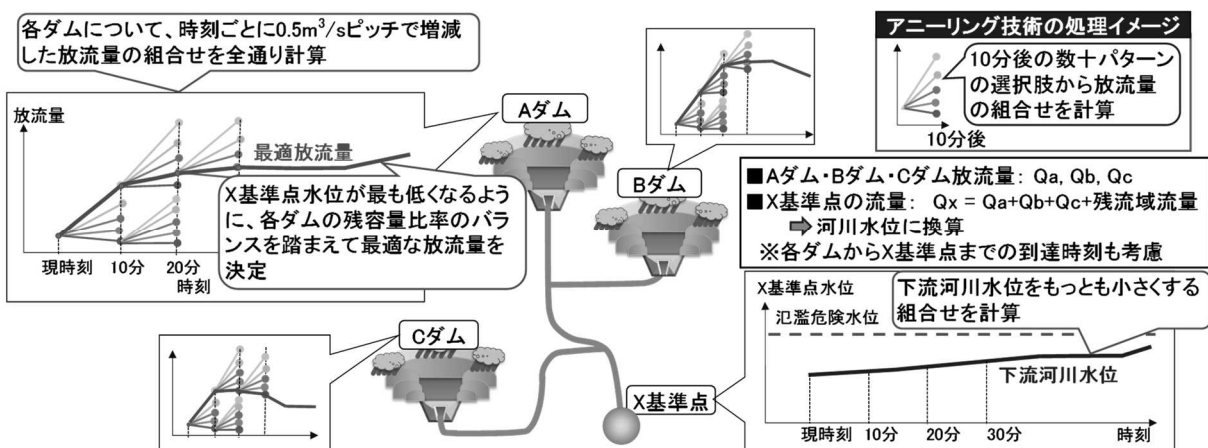 各ダムについて、時刻ごとに0.5m³/sピッチで増減
した放流量の組合せを全通り計算
放流量
最適放流量
X基準点水位が最も低くなるよう
に、各ダムの残容量比率のバラ
ンスを踏まえて最適な放流量を
決定
現時刻
10分
20分
時刻
Aダム
Bダム
Cダム
X基準点
アニーリング技術の処理イメージ
10分後の数十パターン
の選択肢から放流量
の組合せを計算
10分後
■Aダム・Bダム・Cダム放流量： Qa, Qb, Qc
■X基準点の流量： Qx = Qa+Qb+Qc+残流域流量
⇒河川水位に換算
※各ダムからX基準点までの到達時刻も考慮
X基準点水位
氾濫危険水位
下流河川水位をもっとも小さくする
組合せを計算
下流河川水位
現時刻
10分
20分
30分
時刻